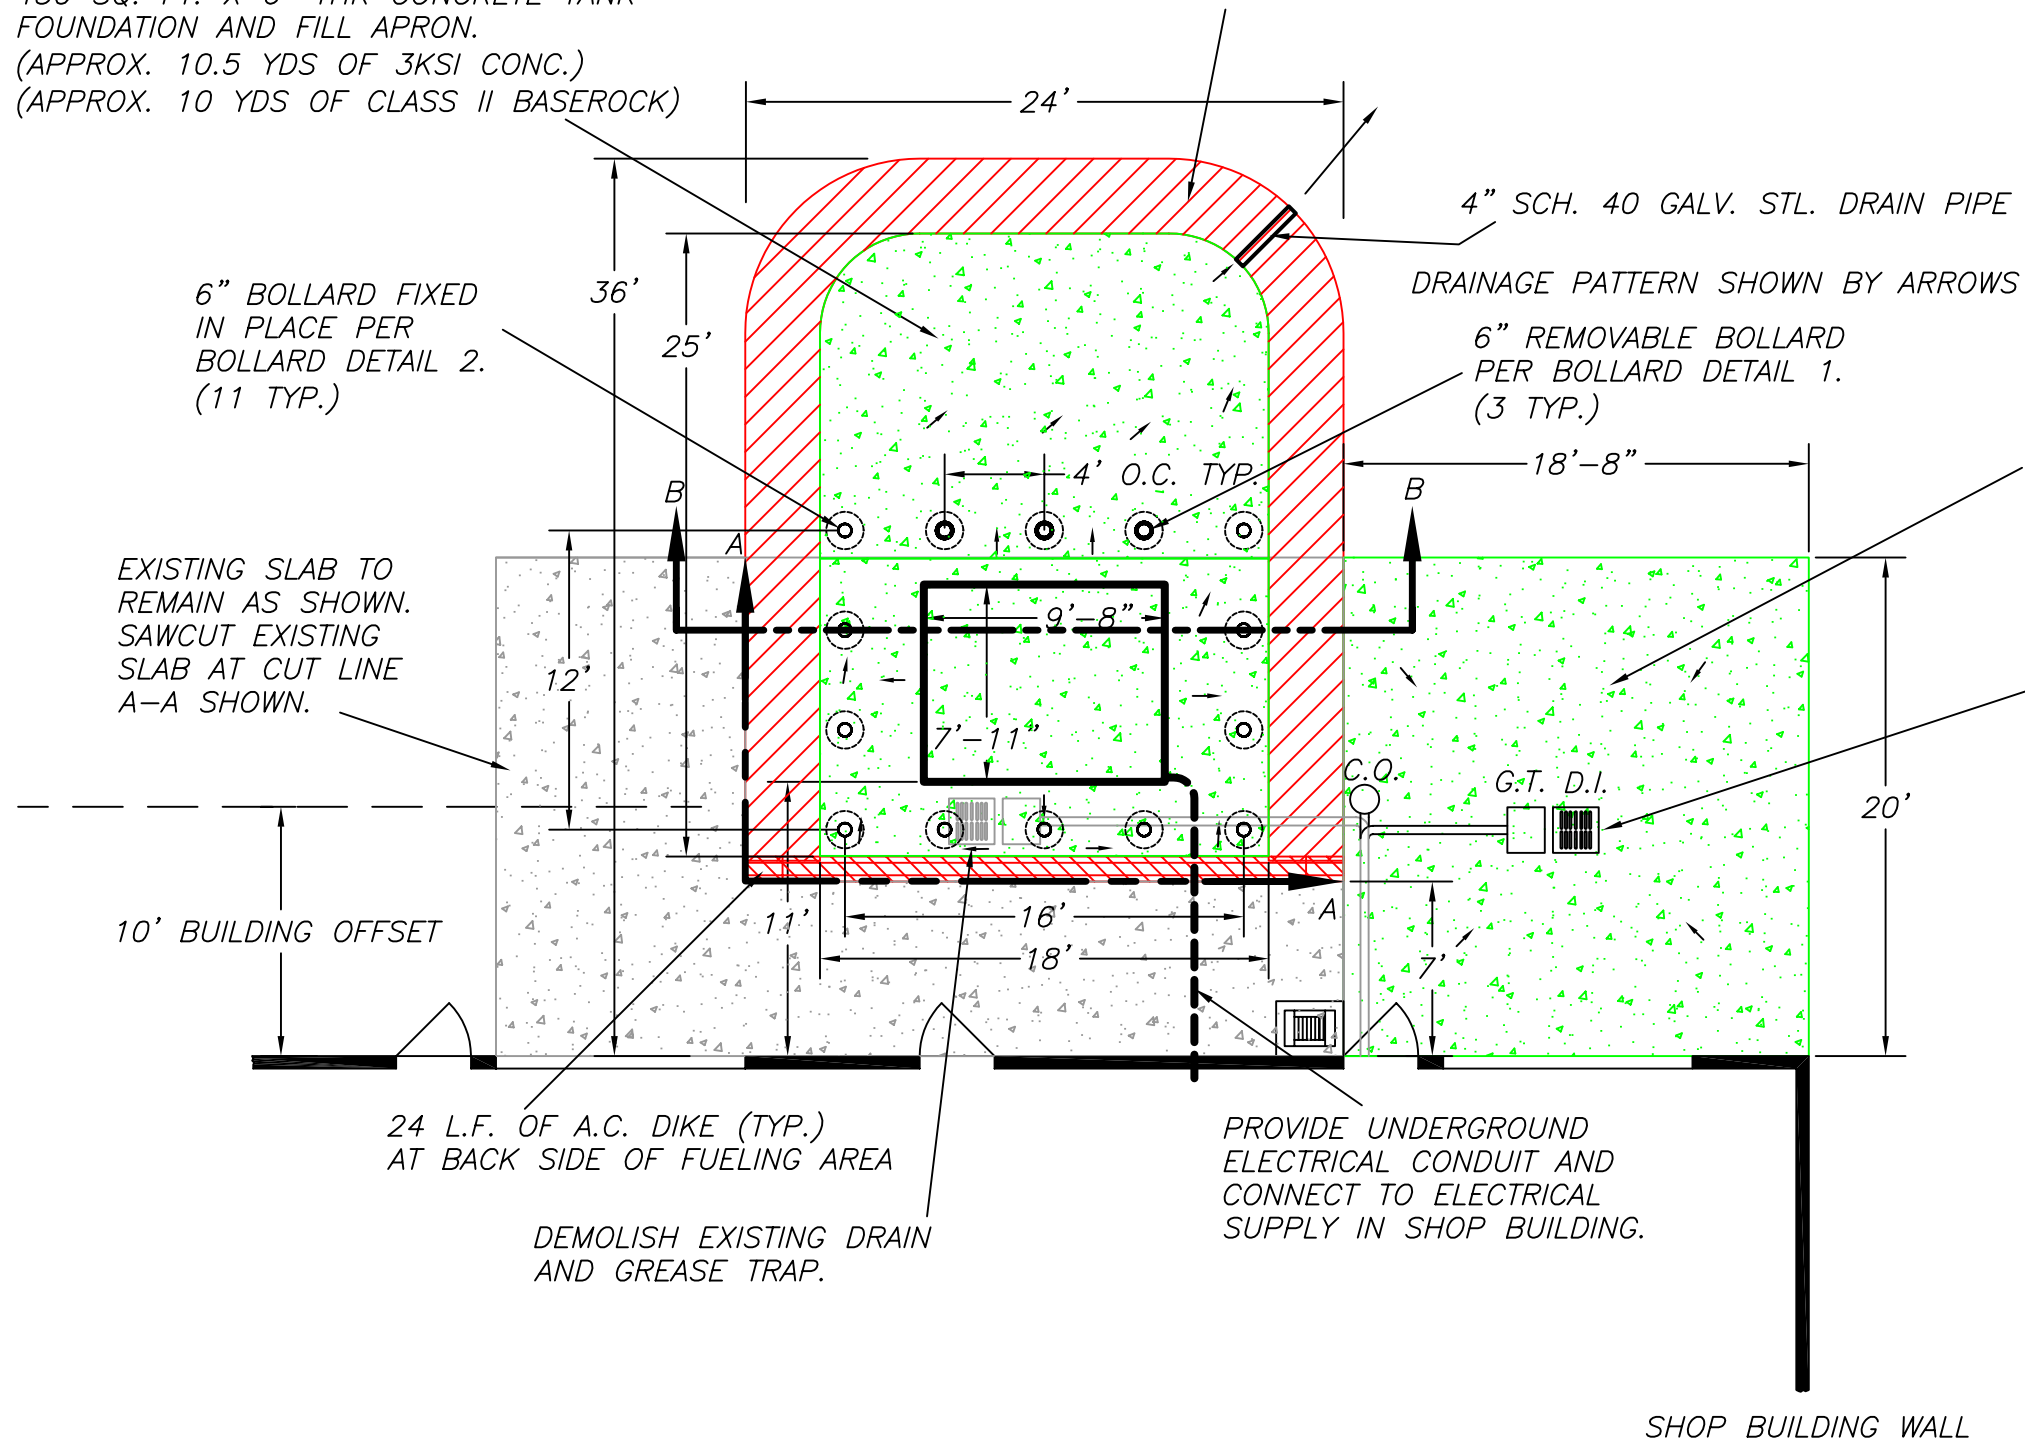 FOUNDATION AND FILL APRON.
(APPROX. 10.5 YDS OF 3KSI CONC.)
(APPROX. 10 YDS OF CLASS II BASEROCK)
24'
4" SCH. 40 GALV. STL. DRAIN PIPE
DRAINAGE PATTERN SHOWN BY ARROWS
36'
25'
6" BOLLARD FIXED
IN PLACE PER
BOLLARD DETAIL 2.
(11 TYP.)
6" REMOVABLE BOLLARD
PER BOLLARD DETAIL 1.
(3 TYP.)
18'-8"
4' O.C. TYP.
B
B
A
EXISTING SLAB TO
REMAIN AS SHOWN.
SAWCUT EXISTING
SLAB AT CUT LINE
A-A SHOWN.
12'
9'-8"
7'-11"
C.O.
G.T. D.I.
20'
10' BUILDING OFFSET
11'
16'
A
18'
7'
24 L.F. OF A.C. DIKE (TYP.)
AT BACK SIDE OF FUELING AREA
PROVIDE UNDERGROUND
ELECTRICAL CONDUIT AND
CONNECT TO ELECTRICAL
SUPPLY IN SHOP BUILDING.
DEMOLISH EXISTING DRAIN
AND GREASE TRAP.
SHOP BUILDING WALL